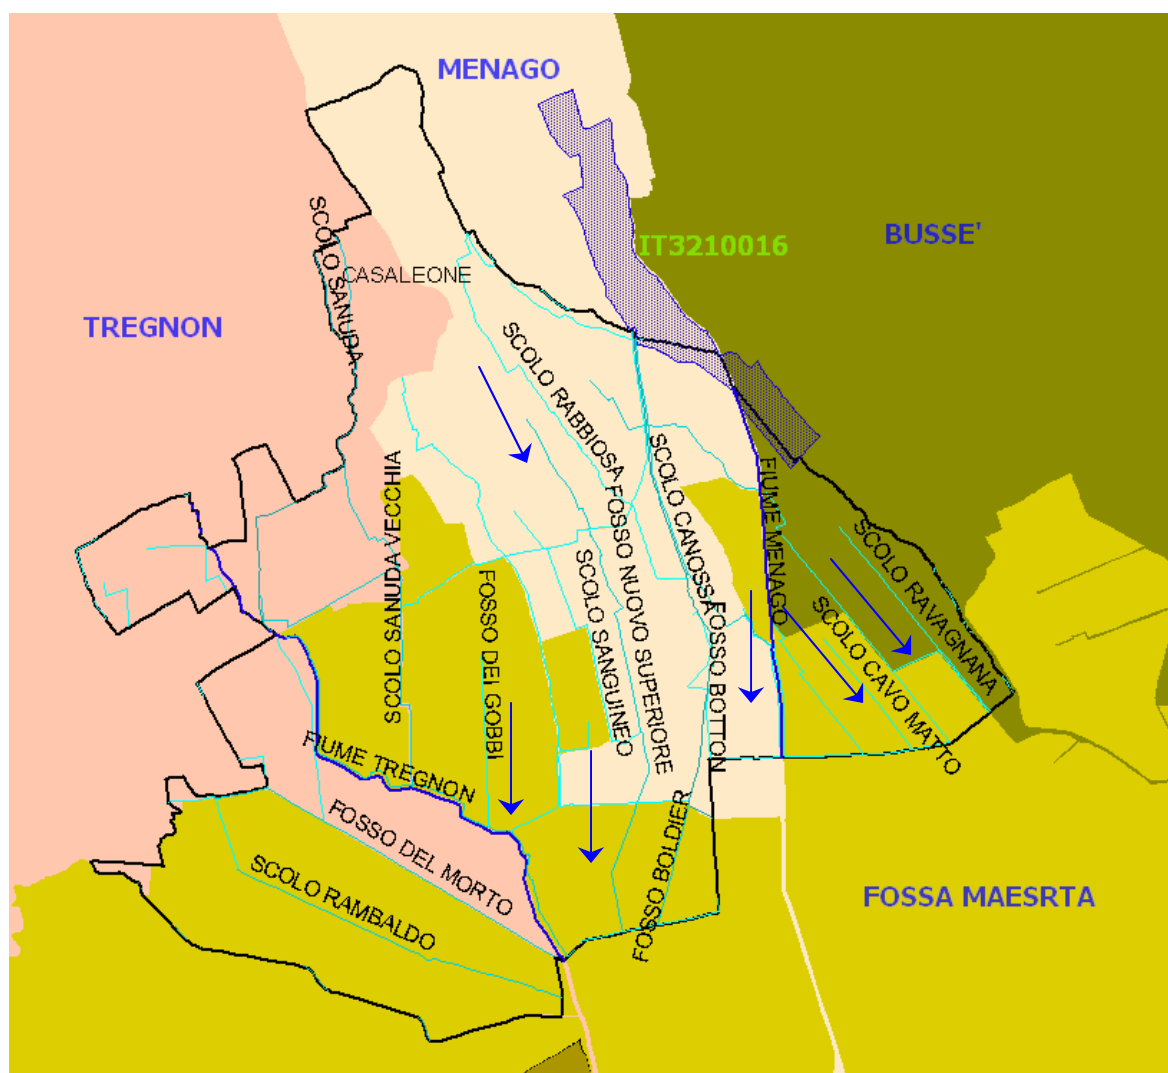 MENAGO
SCOLO SANUDA
BUSSE'
IT3210016
CASALEONE
TREGNON
SCOLO RABBIOSA
SCOLO CANOSSA
FIUME MENAGO
SCOLO SANUDA VECCHIA
FOSSO NUOVO SUPERIORE
SCOLO RAVAGNANA
SCOLO SANGUINEO
FOSSO DEI GOBBI
SCOLO CAVO MATTO
FOSSO BOTTON
FIUME TREGNON
FOSSO DEL MORTO
FOSSO BOLDIER
SCOLO RAMBALDO
FOSSA MAESRTA